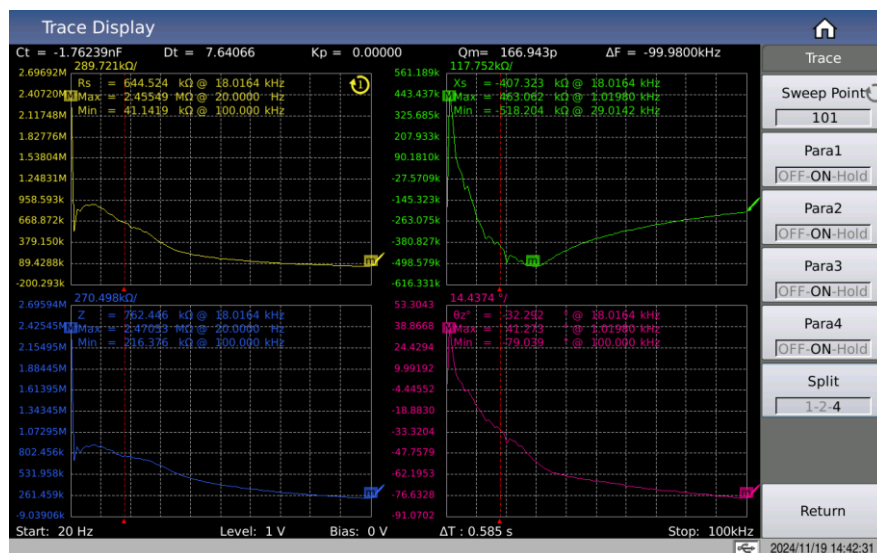 Trace Display
Ct = -1.76239nF Dt = 7.64066 Kp = 0.00000 Qm= 166.943p ΔF = -99.9800kHz
289.721kΩ/
2.69692M
2.40720M
2.11748M
1.82776M
1.53804M
1.24831M
958.593k
668.872k
379.150k
89.4288k
-200.293k
Rs = 644.524 kΩ @ 18.0164 kHz
M Max = 2.45549 MΩ @ 20.0000 Hz
Min = 41.1419 kΩ @ 100.000 kHz
1
m
117.752kΩ/
561.189k
443.437k
325.685k
207.933k
90.1810k
-27.5709k
-145.323k
-263.075k
-380.827k
-498.579k
-616.331k
Xs = -407.323 kΩ @ 18.0164 kHz
M Max = 463.062 kΩ @ 1.01980 kHz
Min = -518.204 kΩ @ 29.0142 kHz
m
270.498kΩ/
2.69594M
2.42545M
2.15495M
1.88445M
1.61395M
1.34345M
1.07295M
802.456k
531.958k
261.459k
-9.03906k
Z = 762.446 kΩ @ 18.0164 kHz
M Max = 2.47053 MΩ @ 20.0000 Hz
Min = 216.376 kΩ @ 100.000 kHz
m
14.4374 °/
53.3043
38.8668
24.4294
9.99192
-4.44552
-18.8830
-33.3204
-47.7579
-62.1953
-76.6328
-91.0702
θz° = -32.292 ° @ 18.0164 kHz
M Max = 41.273 ° @ 1.01980 kHz
Min = -79.039 ° @ 100.000 kHz
m
Start: 20 Hz Level: 1 V Bias: 0 V ΔT : 0.585 s Stop: 100kHz
Trace
Sweep Point
101
Para1
OFF-ON-Hold
Para2
OFF-ON-Hold
Para3
OFF-ON-Hold
Para4
OFF-ON-Hold
Split
1-2-4
Return
2024/11/19 14:42:31